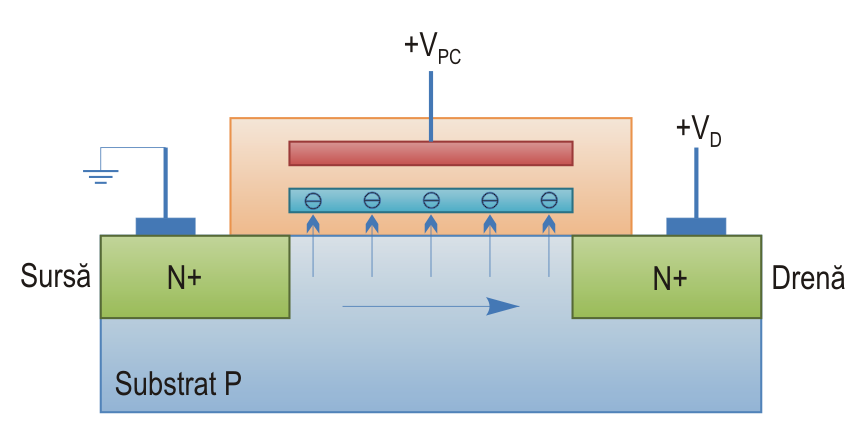 +VPC
+VD
Sursă
N+
N+
Drenă
Substrat P